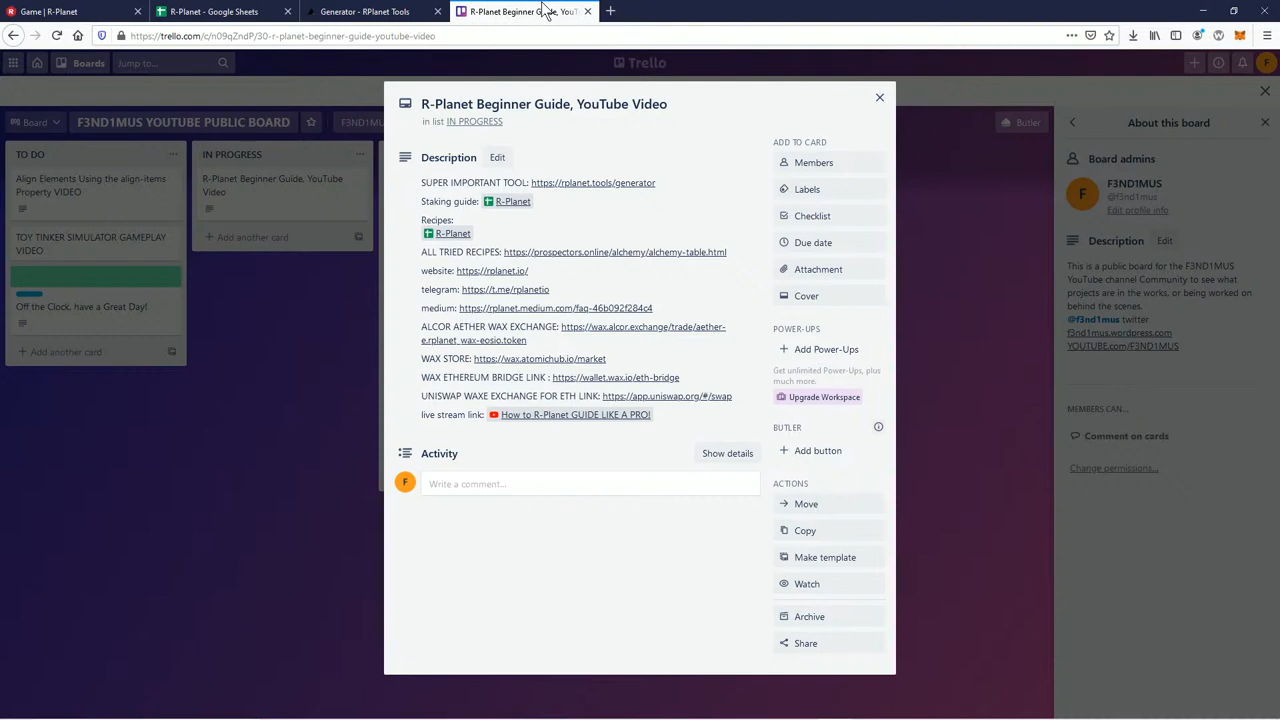 Game | R-Planet
R-Planet - Google Sheets
Generator - RPlanet Tools
R-Planet Beginner Guide, YouT
https://trello.com/c/n09qZndP/30-r-planet-beginner-guide-youtube-video
Boards
Jump to...
Trello
F
Board
F3ND1MUS YOUTUBE PUBLIC BOARD
F3ND1MUS
Butler
About this board
TO DO
Align Elements Using the align-items
Property VIDEO
TOY TINKER SIMULATOR GAMEPLAY
VIDEO
Off the Clock, have a Great Day!
Add another card
IN PROGRESS
R-Planet Beginner Guide, YouTube
Video
Add another card
R-Planet Beginner Guide, YouTube Video
in list IN PROGRESS
Description
Edit
SUPER IMPORTANT TOOL: https://rplanet.tools/generator
Staking guide: R-Planet
Recipes:
R-Planet
ALL TRIED RECIPES: https://prospectors.online/alchemy/alchemy-table.html
website: https://rplanet.io/
telegram: https://t.me/rplanetio
medium: https://rplanet.medium.com/faq-46b092f284c4
ALCOR AETHER WAX EXCHANGE: https://wax.alcor.exchange/trade/aether-
e.rplanet_wax-eosio.token
WAX STORE: https://wax.atomichub.io/market
WAX ETHEREUM BRIDGE LINK : https://wallet.wax.io/eth-bridge
UNISWAP WAXE EXCHANGE FOR ETH LINK: https://app.uniswap.org/#/swap
live stream link: How to R-Planet GUIDE LIKE A PRO!
Activity
Show details
F
Write a comment...
ADD TO CARD
Members
Labels
Checklist
Due date
Attachment
Cover
POWER-UPS
Add Power-Ups
Get unlimited Power-Ups, plus
much more.
Upgrade Workspace
BUTLER
Add button
ACTIONS
Move
Copy
Make template
Watch
Archive
Share
Board admins
F
F3ND1MUS
@f3nd1mus
Edit profile info
Description
Edit
This is a public board for the F3ND1MUS
YouTube channel Community to see what
projects are in the works, or being worked on
behind the scenes.
@f3nd1mus twitter
f3nd1mus.wordpress.com
YOUTUBE.com/F3ND1MUS
MEMBERS CAN...
Comment on cards
Change permissions...